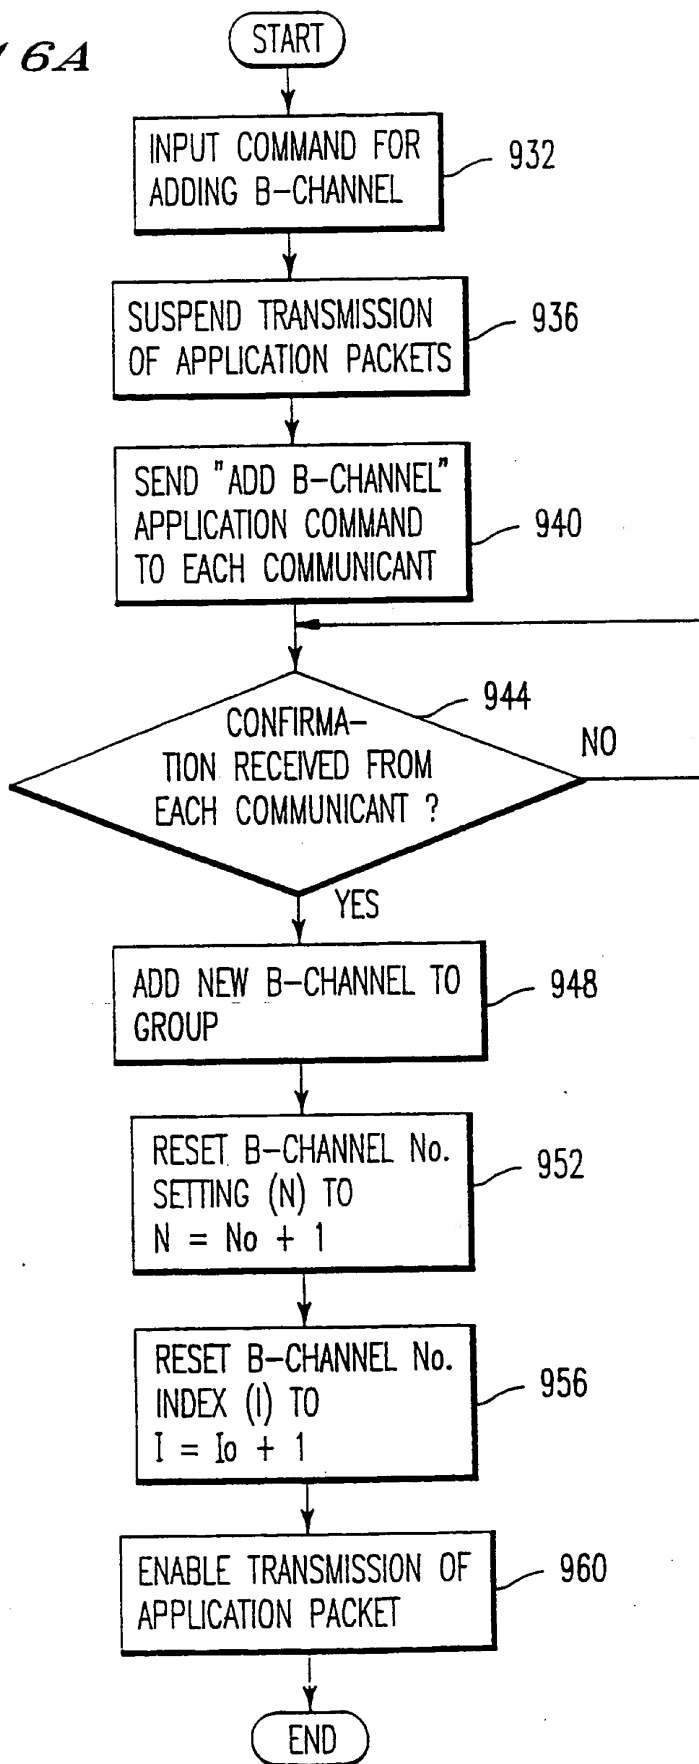 6A
START
INPUT COMMAND FOR
ADDING B-CHANNEL
932
SUSPEND TRANSMISSION
OF APPLICATION PACKETS
936
SEND "ADD B-CHANNEL"
APPLICATION COMMAND
TO EACH COMMUNICANT
940
944
CONFIRMA-
TION RECEIVED FROM
EACH COMMUNICANT ?
NO
YES
ADD NEW B-CHANNEL TO
GROUP
948
RESET B-CHANNEL No.
SETTING (N) TO
N = No + 1
952
RESET B-CHANNEL No.
INDEX (I) TO
I = Io + 1
956
ENABLE TRANSMISSION OF
APPLICATION PACKET
960
END